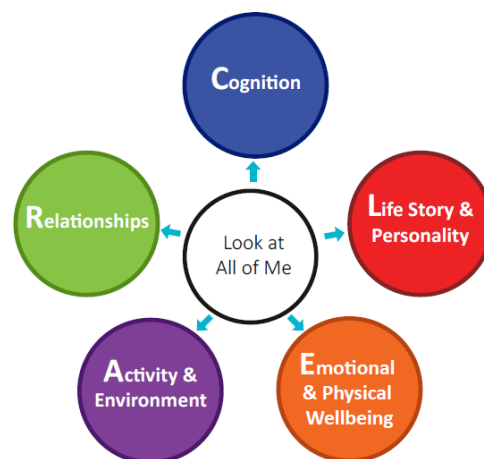 Cognition
Life Story &
Personality
Emotional
& Physical
Wellbeing
Activity &
Environment
Relationships
Look at
All of Me